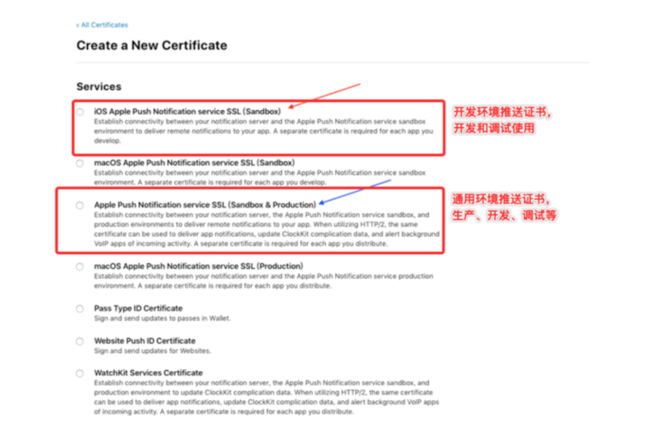 ‹ All Certificates
Create a New Certificate
Services
iOS Apple Push Notification service SSL (Sandbox)
Establish connectivity between your notification server and the Apple Push Notification service sandbox
environment to deliver remote notifications to your app. A separate certificate is required for each app you
develop.
开发环境推送证书,
开发和调试使用
macOS Apple Push Notification service SSL (Sandbox)
Establish connectivity between your notification server and the Apple Push Notification service sandbox
environment. A separate certificate is required for each app you develop.
Apple Push Notification service SSL (Sandbox & Production)
Establish connectivity between your notification server, the Apple Push Notification service sandbox, and
production environments to deliver remote notifications to your app. When utilizing HTTP/2, the same
certificate can be used to deliver app notifications, update ClockKit complication data, and alert background
VoIP apps of incoming activity. A separate certificate is required for each app you distribute.
通用环境推送证书,
生产、开发、调试等
macOS Apple Push Notification service SSL (Production)
Establish connectivity between your notification server and the Apple Push Notification service production
environment. A separate certificate is required for each app you distribute.
Pass Type ID Certificate
Sign and send updates to passes in Wallet.
Website Push ID Certificate
Sign and send updates for Websites.
WatchKit Services Certificate
Establish connectivity between your notification server, the Apple Push Notification service sandbox, and
production environment to update ClockKit complication data. When utilizing HTTP/2, the same certificate
can be used to deliver app notifications, update ClockKit complication data, and alert background VoIP apps
of incoming activity. A separate certificate is required for each app you distribute.